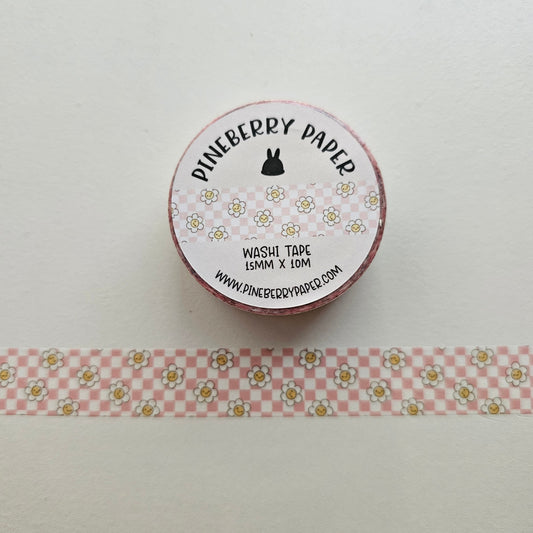 PINEBERRY PAPER
WASHI TAPE
15MM X 10M
WWW.PINEBERRYPAPER.COM